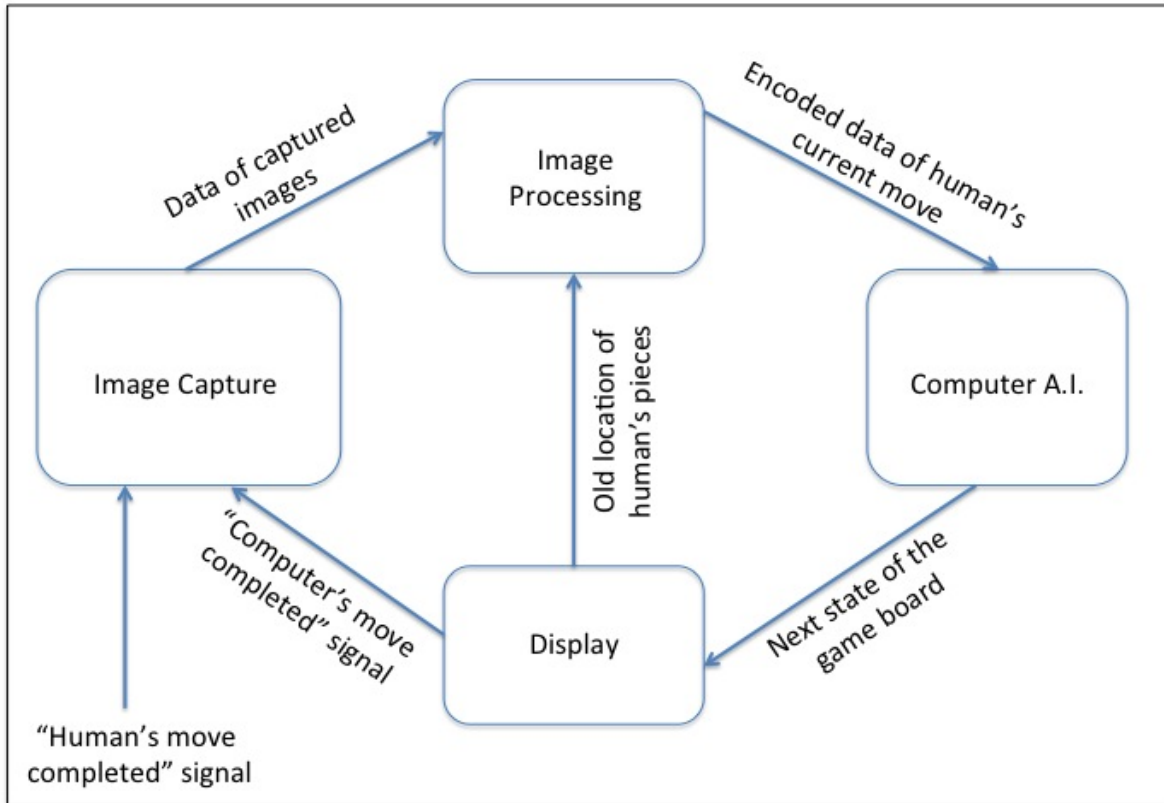 Data of captured
images
Image
Processing
Encoded data of human’s
current move
Image Capture
Old location of
human’s pieces
Computer A.I.
“Computer’s move
completed” signal
Display
Next state of the
game board
“Human’s move
completed” signal